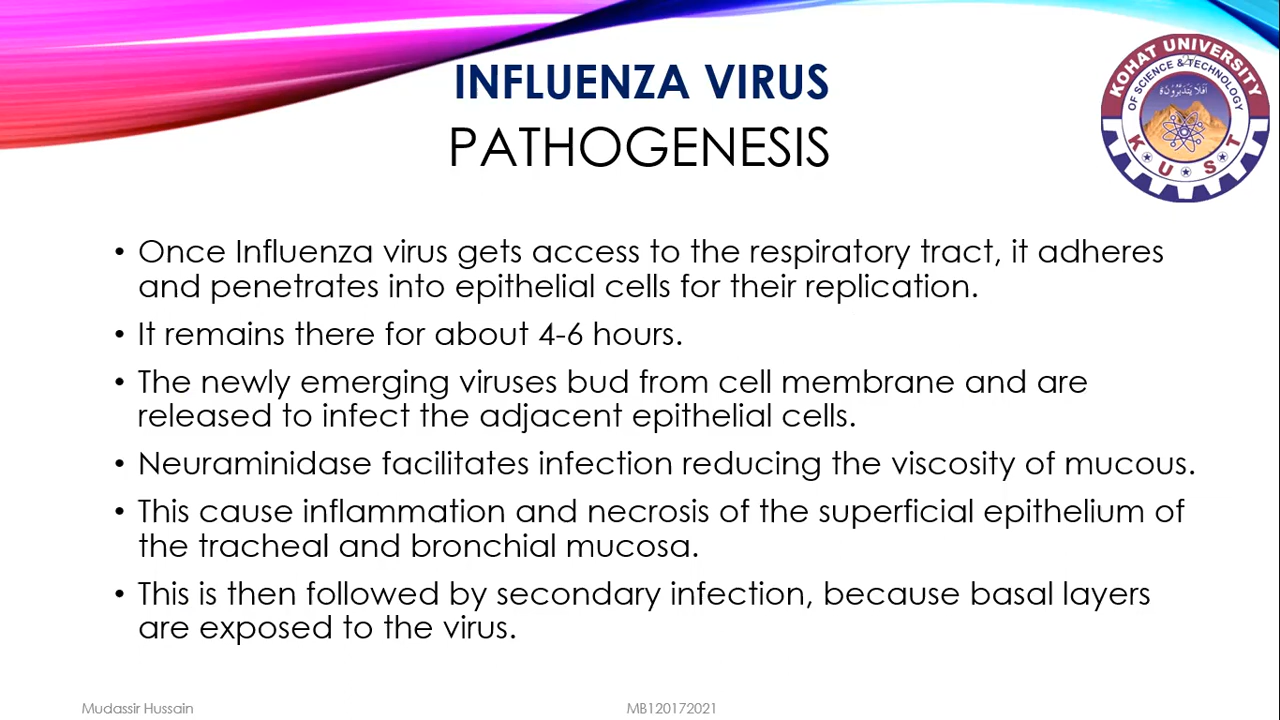 INFLUENZA VIRUS
PATHOGENESIS
KOHAT UNIVERSITY
OF SCIENCE & TECHNOLOGY
افلا يتدبرون
K U S T
• Once Influenza virus gets access to the respiratory tract, it adheres
and penetrates into epithelial cells for their replication.
• It remains there for about 4-6 hours.
• The newly emerging viruses bud from cell membrane and are
released to infect the adjacent epithelial cells.
• Neuraminidase facilitates infection reducing the viscosity of mucous.
• This cause inflammation and necrosis of the superficial epithelium of
the tracheal and bronchial mucosa.
• This is then followed by secondary infection, because basal layers
are exposed to the virus.
Mudassir Hussain
MB120172021